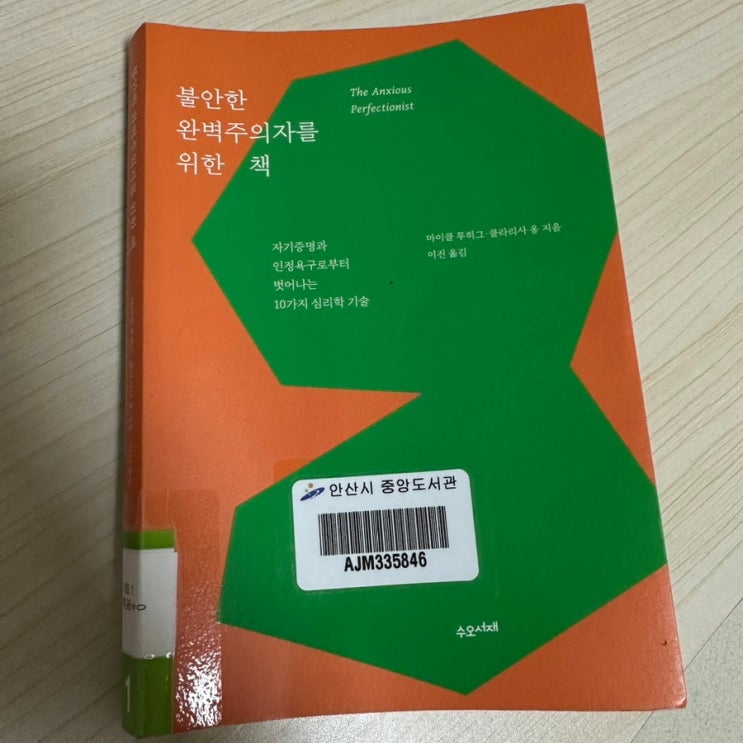 불안한
완벽주의자를
위한 책
The Anxious
Perfectionist
자기증명과
인정욕구로부터
벗어나는
10가지 심리학 기술
마이클 투히그·클라리사 옹 지음
이진 옮김
안산시 중앙도서관
AJM335846
수오서재
1